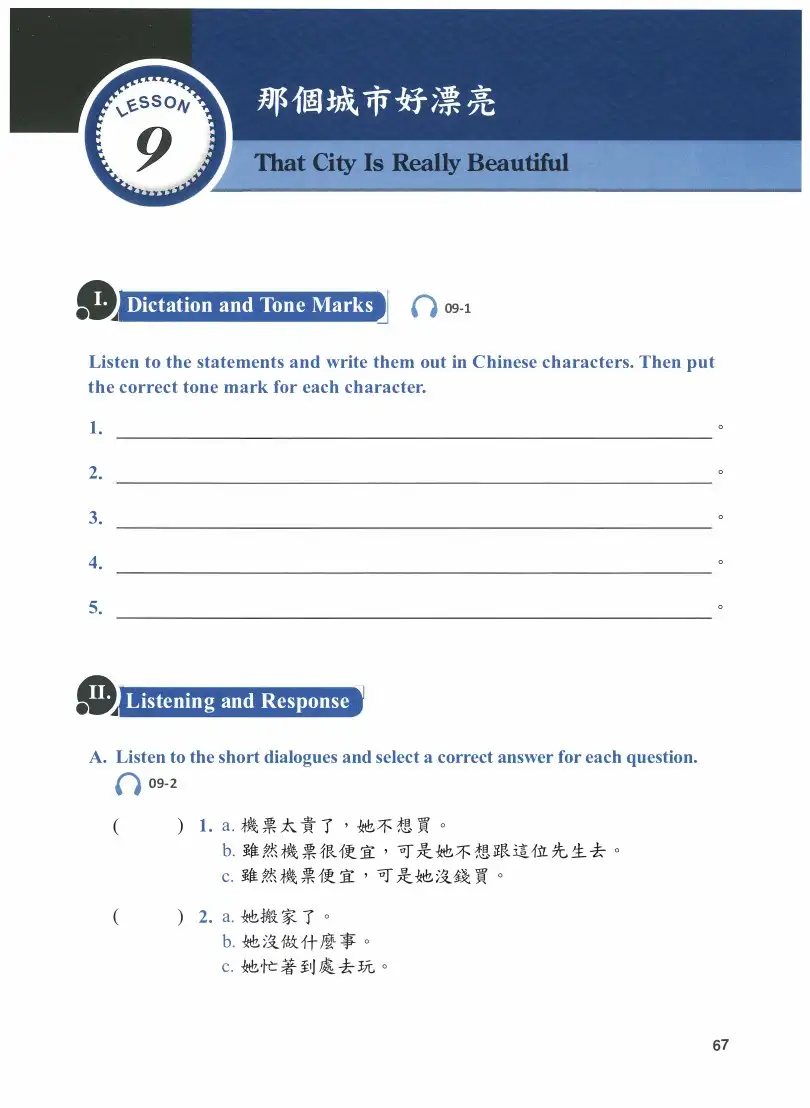 LESSON
9
那個城市好漂亮
That City Is Really Beautiful
I. Dictation and Tone Marks 09-1
Listen to the statements and write them out in Chinese characters. Then put
the correct tone mark for each character.
1. 。
2. 。
3. 。
4. 。
5. 。
II. Listening and Response
A. Listen to the short dialogues and select a correct answer for each question.
09-2
( ) 1. a. 機票太貴了,她不想買。
b. 雖然機票很便宜,可是她不想跟這位先生去。
c. 雖然機票便宜,可是她沒錢買。
( ) 2. a. 她搬家了。
b. 她沒做什麼事。
c. 她忙著到處去玩。
67